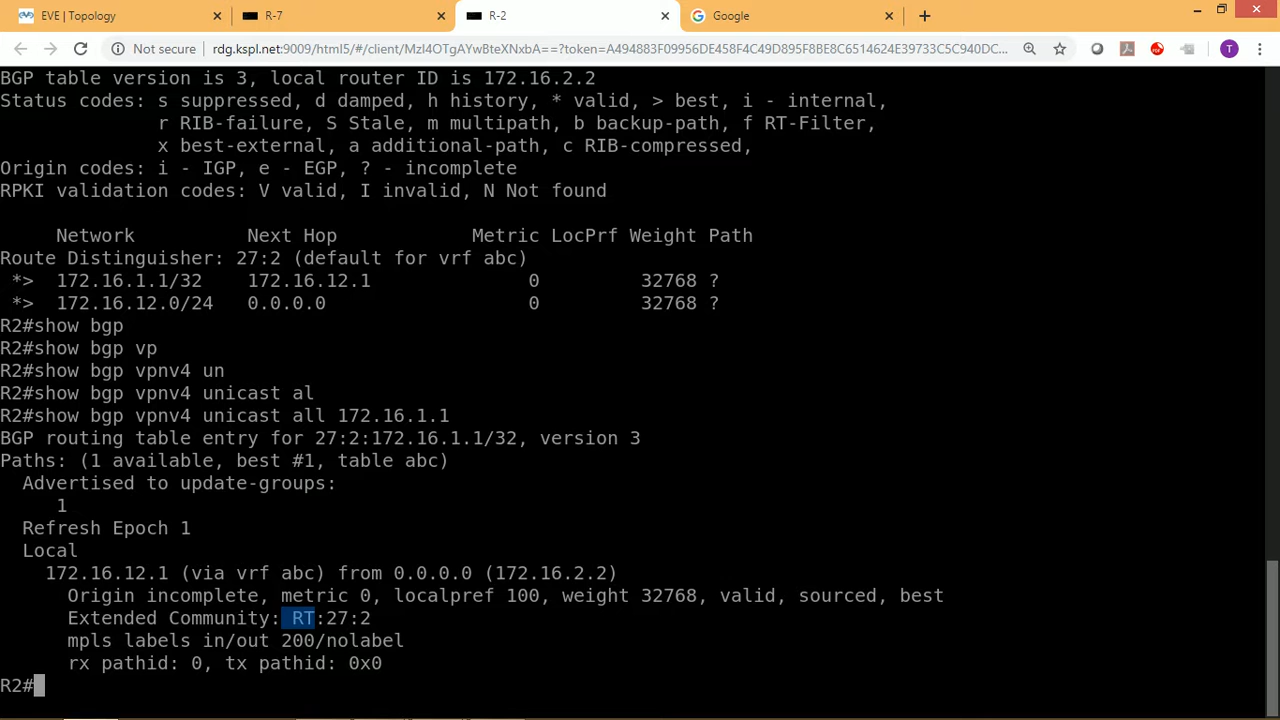 EVE | Topology
R-7
R-2
Google
Not secure
rdg.kspl.net:9009/html5/#/client/MzI4OTgAYwBteXNxbA==?token=A494883F09956DE458F4C49D895F8BE8C6514624E39733C5C940DC...
T
BGP table version is 3, local router ID is 172.16.2.2
Status codes: s suppressed, d damped, h history, * valid, > best, i - internal,
r RIB-failure, S Stale, m multipath, b backup-path, f RT-Filter,
x best-external, a additional-path, c RIB-compressed,
Origin codes: i - IGP, e - EGP, ? - incomplete
RPKI validation codes: V valid, I invalid, N Not found
Network Next Hop Metric LocPrf Weight Path
Route Distinguisher: 27:2 (default for vrf abc)
*> 172.16.1.1/32 172.16.12.1 0 32768 ?
*> 172.16.12.0/24 0.0.0.0 0 32768 ?
R2#show bgp
R2#show bgp vp
R2#show bgp vpnv4 un
R2#show bgp vpnv4 unicast al
R2#show bgp vpnv4 unicast all 172.16.1.1
BGP routing table entry for 27:2:172.16.1.1/32, version 3
Paths: (1 available, best #1, table abc)
Advertised to update-groups:
1
Refresh Epoch 1
Local
172.16.12.1 (via vrf abc) from 0.0.0.0 (172.16.2.2)
Origin incomplete, metric 0, localpref 100, weight 32768, valid, sourced, best
Extended Community: RT:27:2
mpls labels in/out 200/nolabel
rx pathid: 0, tx pathid: 0x0
R2#